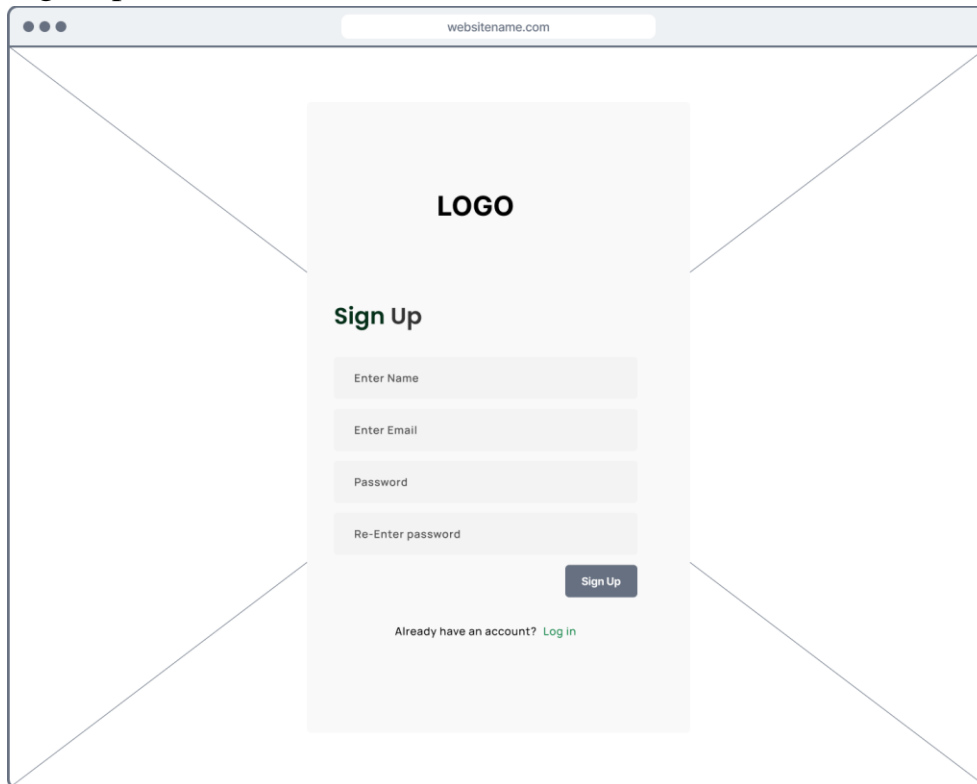 websitename.com
LOGO
Sign Up
Enter Name
Enter Email
Password
Re-Enter password
Sign Up
Already have an account? Log in